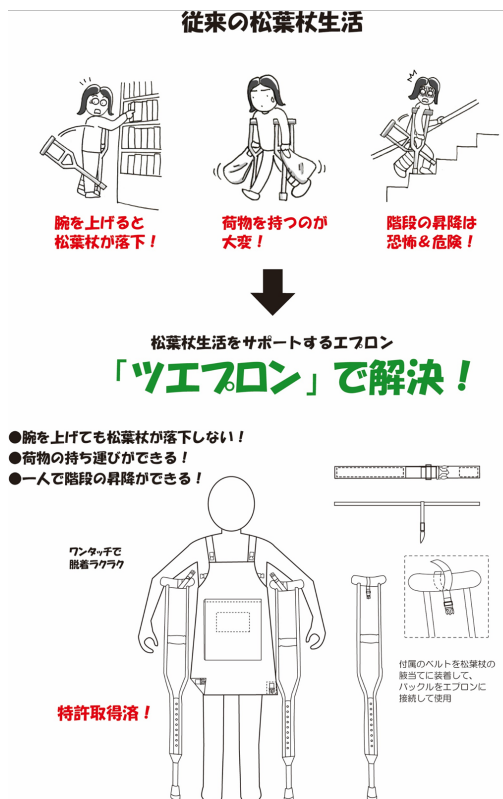 従来の松葉杖生活
腕を上げると
松葉杖が落下！
荷物を持つのが
大変！
階段の昇降は
恐怖＆危険！
松葉杖生活をサポートするエプロン
「ツエプロン」で解決！
●腕を上げても松葉杖が落下しない！
●荷物の持ち運びができる！
●一人で階段の昇降ができる！
ワンタッチで
脱着ラクラク
付属のベルトを松葉杖の
腋当てに装着して、
バックルをエプロンに
接続して使用
特許取得済！